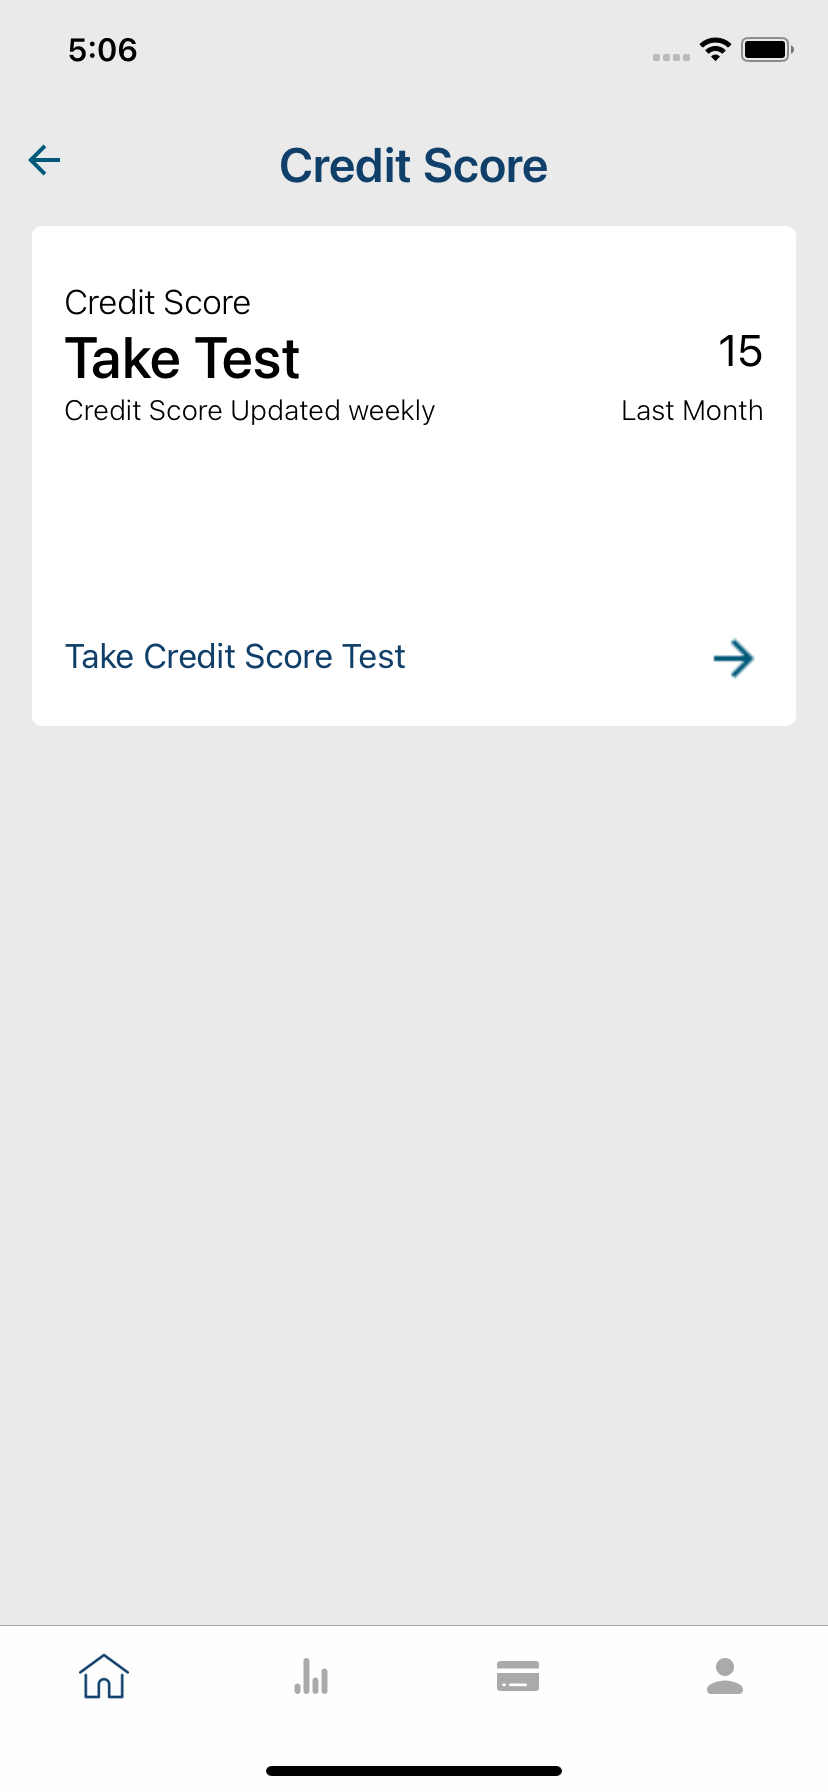 5:06
Credit Score
Credit Score
Take Test
15
Credit Score Updated weekly
Last Month
Take Credit Score Test